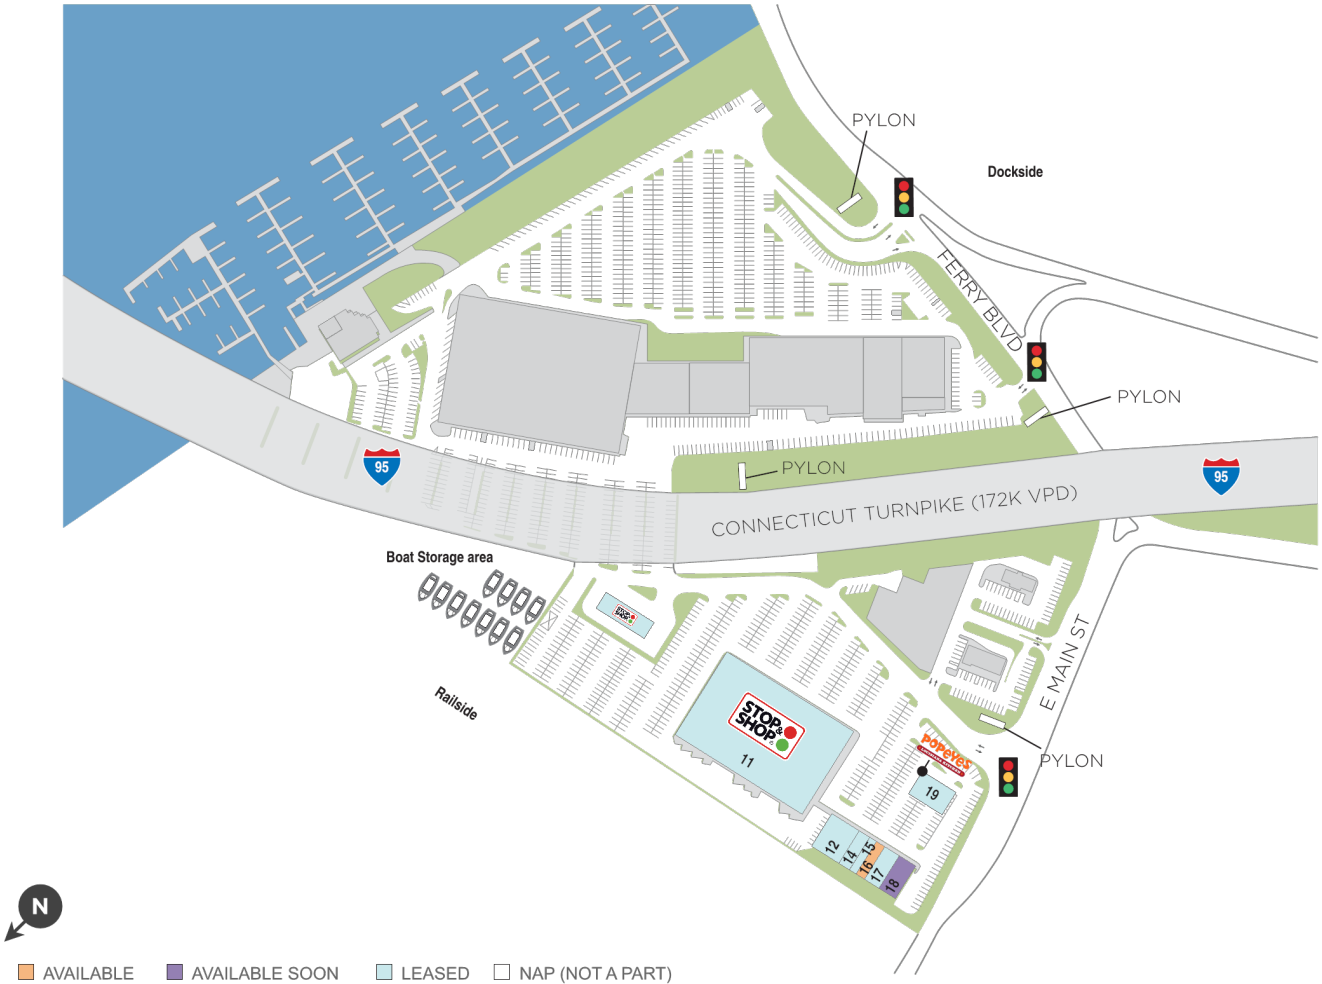 PYLON
Dockside
FERRY BLVD
PYLON
PYLON
95
95
CONNECTICUT TURNPIKE (172K VPD)
Boat Storage area
STOP&
SHOP
E MAIN ST
Railside
STOP&
SHOP
11
POPEYES
PYLON
19
12
14
15
16
17
18
N
AVAILABLE
AVAILABLE SOON
LEASED
NAP (NOT A PART)